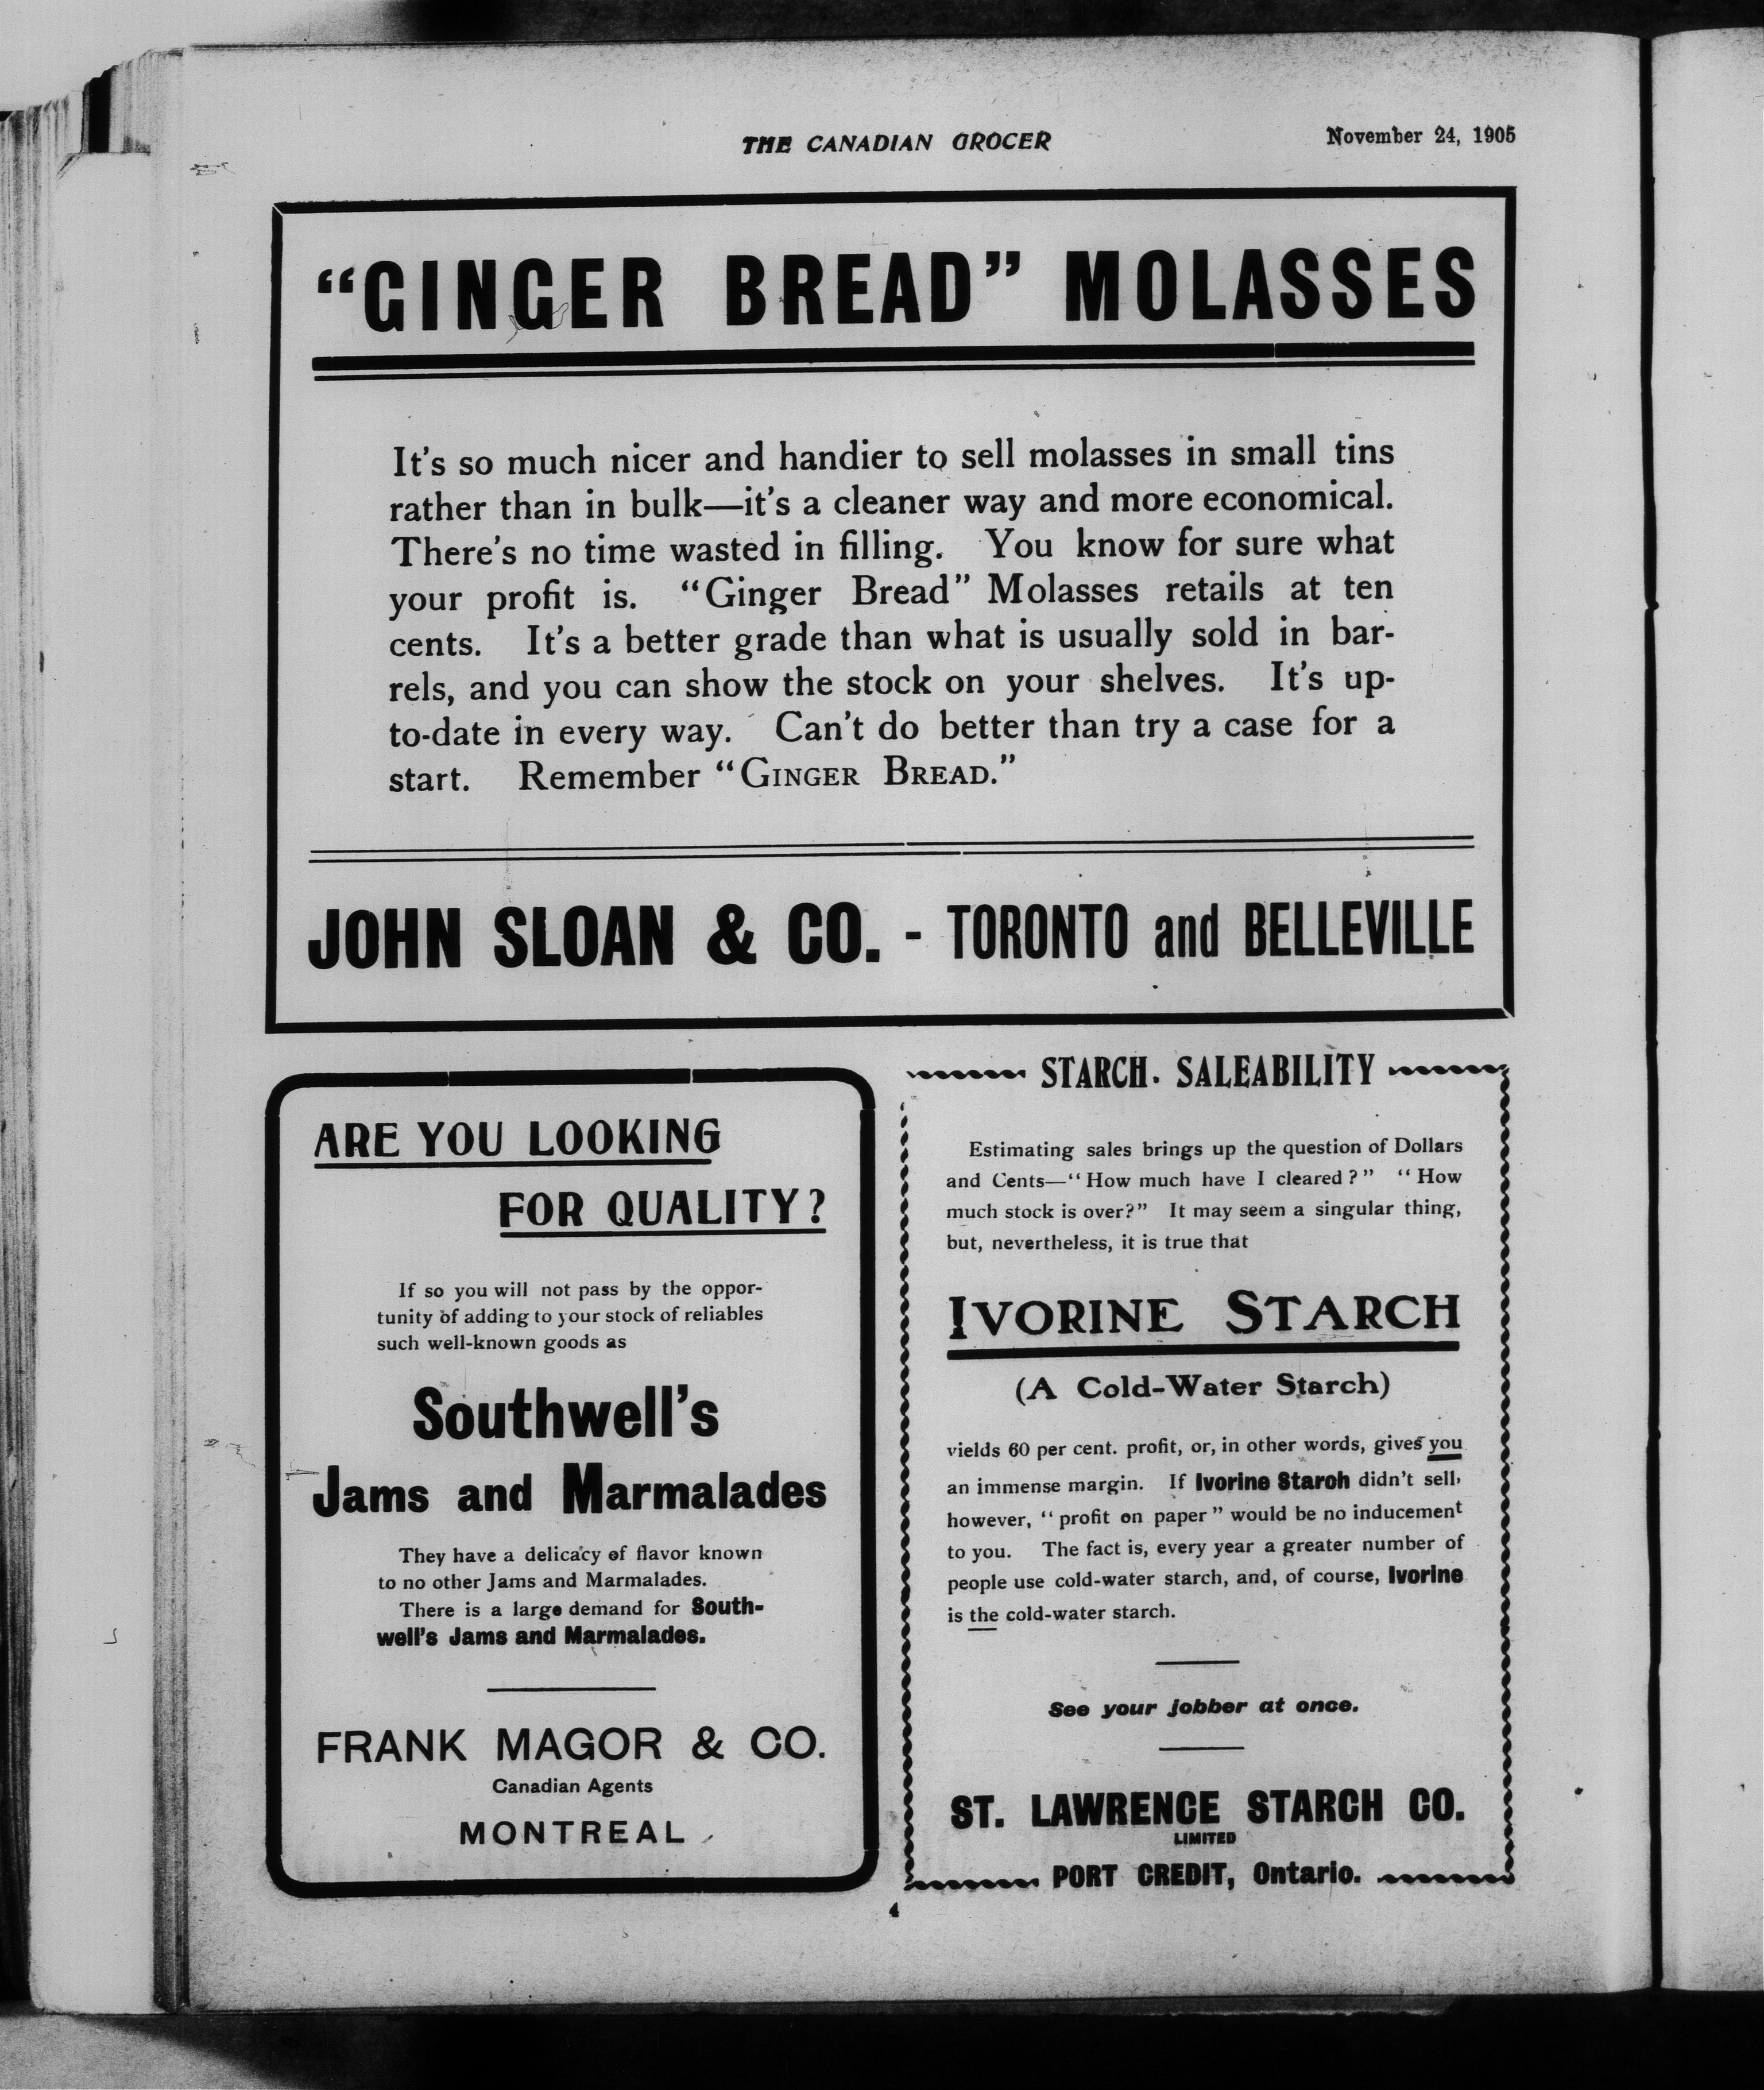 THE CANADIAN GROCER
November 24, 1905
“GINGER BREAD” MOLASSES
It’s so much nicer and handier to sell molasses in small tins
rather than in bulk—it’s a cleaner way and more economical.
There’s no time wasted in filling. You know for sure what
your profit is. “Ginger Bread” Molasses retails at ten
cents. It’s a better grade than what is usually sold in bar-
rels, and you can show the stock on your shelves. It’s up-
to-date in every way. Can’t do better than try a case for a
start. Remember “GINGER BREAD.”
JOHN SLOAN & CO. - TORONTO and BELLEVILLE
ARE YOU LOOKING
FOR QUALITY?
If so you will not pass by the oppor-
tunity of adding to your stock of reliables
such well-known goods as
Southwell’s
Jams and Marmalades
They have a delicacy of flavor known
to no other Jams and Marmalades.
There is a large demand for South-
well’s Jams and Marmalades.
FRANK MAGOR & CO.
Canadian Agents
MONTREAL
STARCH. SALEABILITY
Estimating sales brings up the question of Dollars
and Cents—“How much have I cleared?” “How
much stock is over?” It may seem a singular thing,
but, nevertheless, it is true that
IVORINE STARCH
(A Cold-Water Starch)
yields 60 per cent. profit, or, in other words, gives you
an immense margin. If Ivorine Starch didn’t sell,
however, “profit on paper” would be no inducement
to you. The fact is, every year a greater number of
people use cold-water starch, and, of course, Ivorine
is the cold-water starch.
See your jobber at once.
ST. LAWRENCE STARCH CO.
LIMITED
PORT CREDIT, Ontario.
4